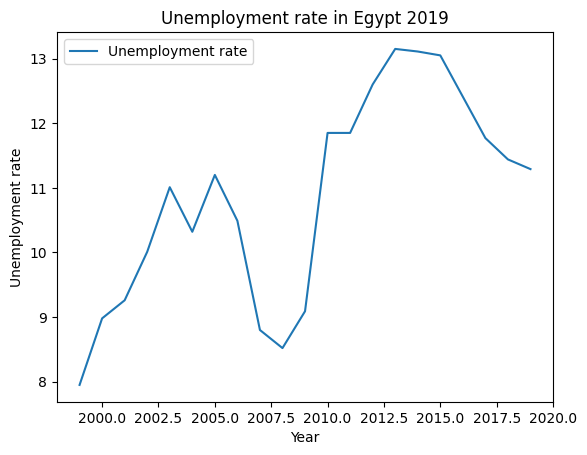 Unemployment rate in Egypt 2019
Unemployment rate
13
12
11
10
9
8
Unemployment rate
2000.0 2002.5 2005.0 2007.5 2010.0 2012.5 2015.0 2017.5 2020.0
Year